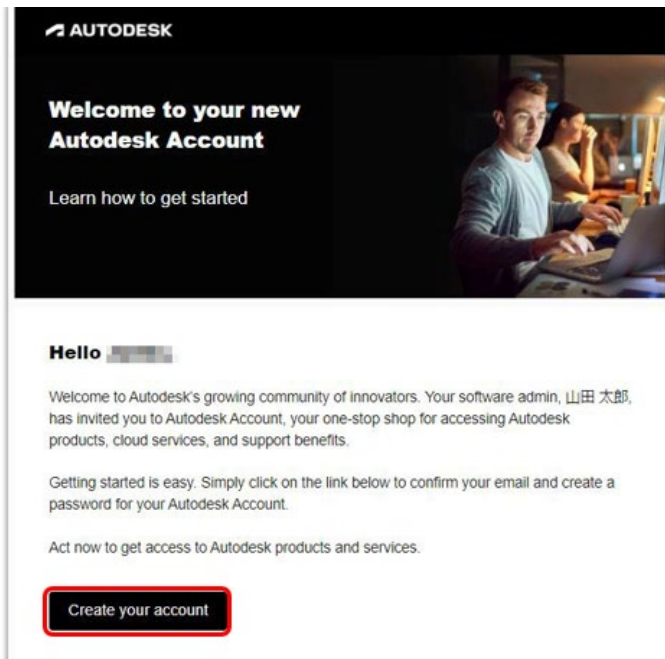 AUTODESK
Welcome to your new
Autodesk Account
Learn how to get started
Hello
Welcome to Autodesk's growing community of innovators. Your software admin, 山田 太郎,
has invited you to Autodesk Account, your one-stop shop for accessing Autodesk
products, cloud services, and support benefits.
Getting started is easy. Simply click on the link below to confirm your email and create a
password for your Autodesk Account.
Act now to get access to Autodesk products and services.
Create your account